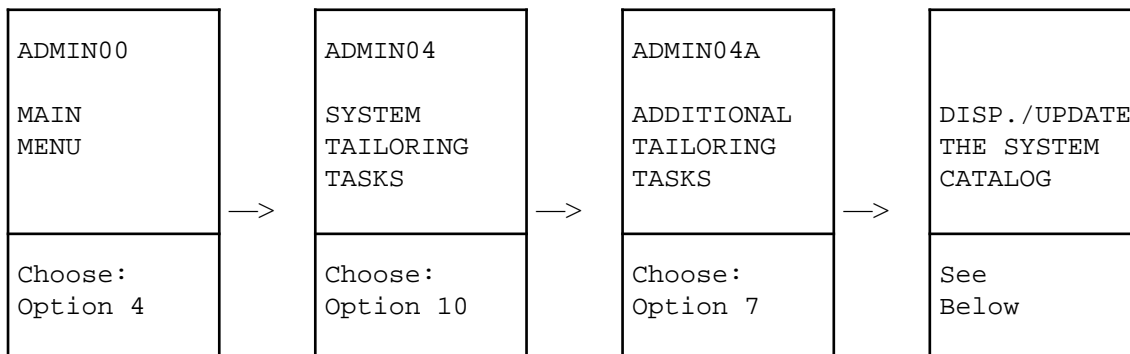 ADMIN00
MAIN
MENU
—>
Choose:
Option 4
ADMIN04
SYSTEM
TAILORING
TASKS
—>
Choose:
Option 10
ADMIN04A
ADDITIONAL
TAILORING
TASKS
—>
Choose:
Option 7
DISP./UPDATE
THE SYSTEM
CATALOG
See
Below